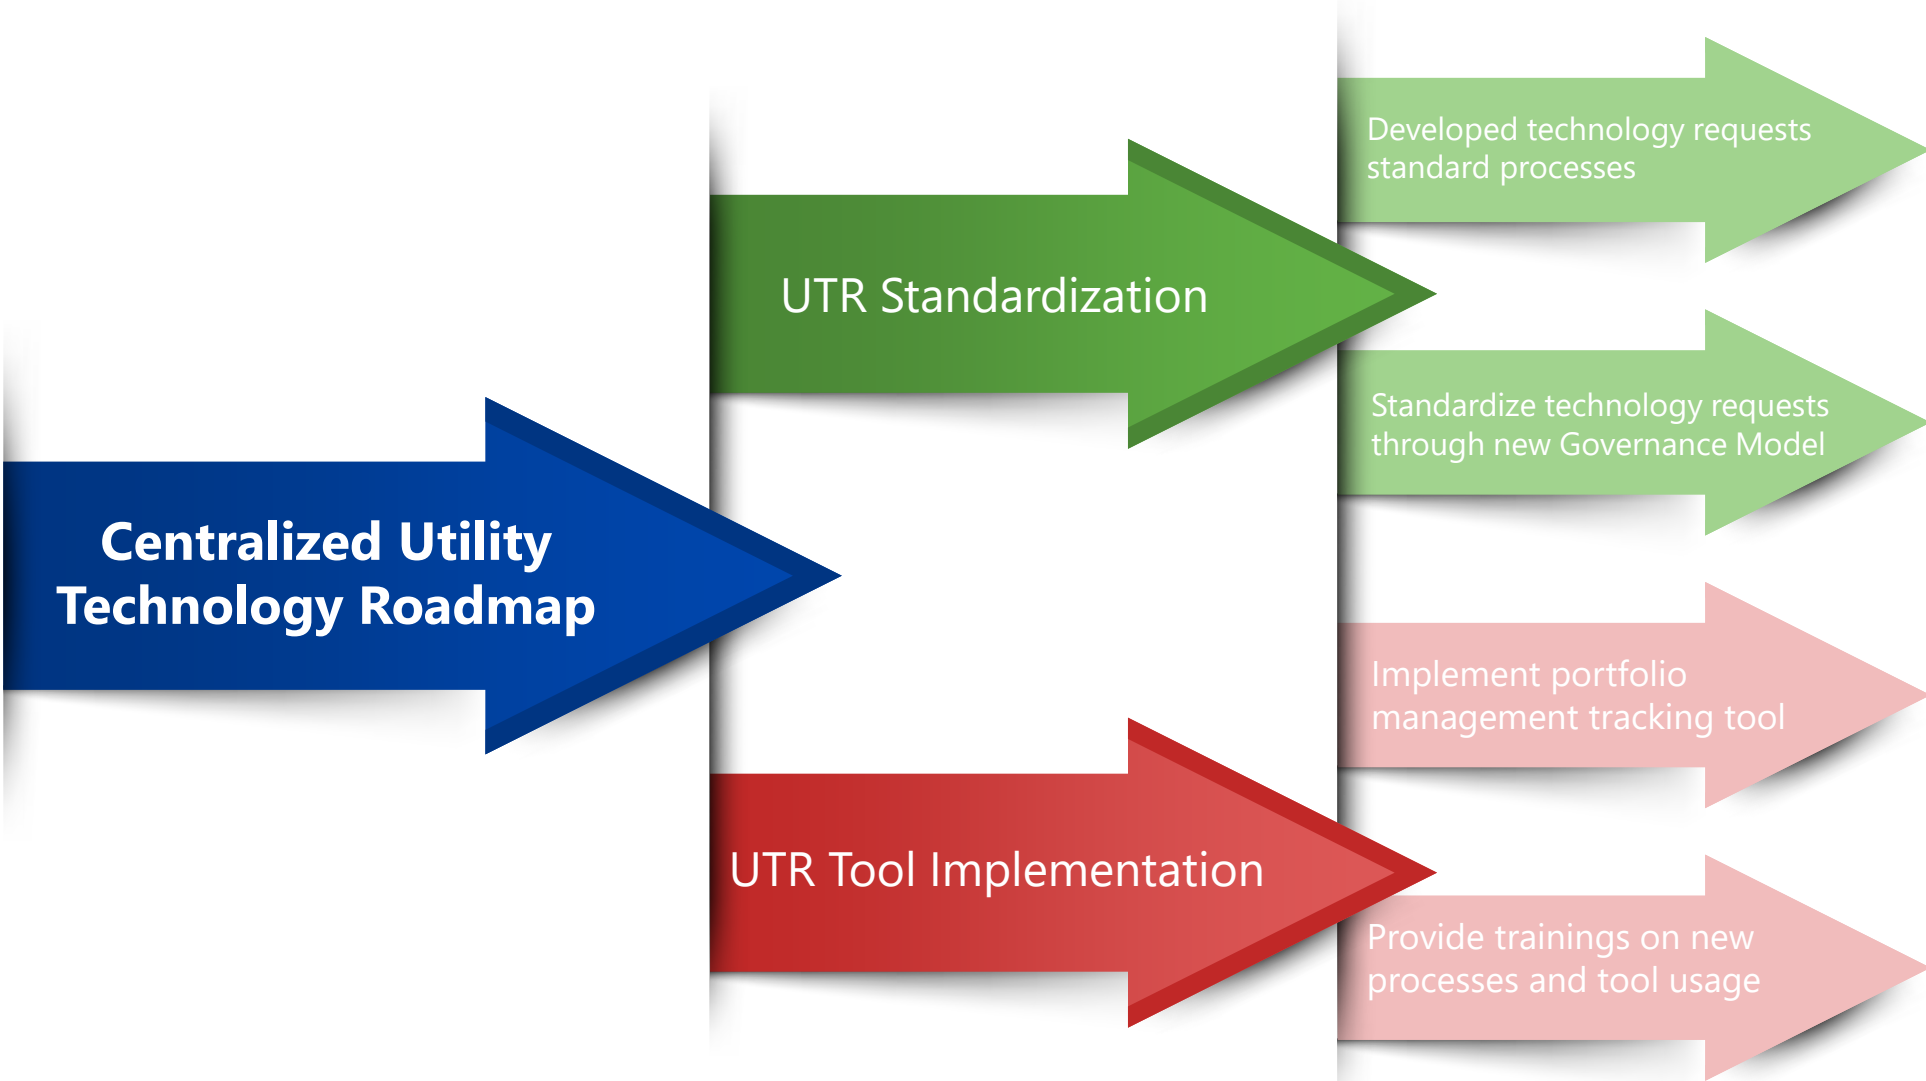 Centralized Utility
Technology Roadmap
UTR Standardization
Developed technology requests
standard processes
Standardize technology requests
through new Governance Model
UTR Tool Implementation
Implement portfolio
management tracking tool
Provide trainings on new
processes and tool usage